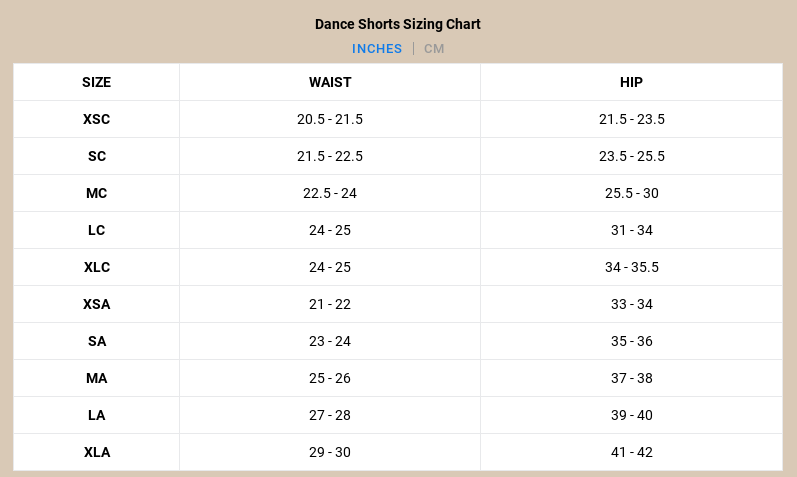 Dance Shorts Sizing Chart
INCHES | CM
SIZE WAIST HIP
XSC 20.5 - 21.5 21.5 - 23.5
SC 21.5 - 22.5 23.5 - 25.5
MC 22.5 - 24 25.5 - 30
LC 24 - 25 31 - 34
XLC 24 - 25 34 - 35.5
XSA 21 - 22 33 - 34
SA 23 - 24 35 - 36
MA 25 - 26 37 - 38
LA 27 - 28 39 - 40
XLA 29 - 30 41 - 42